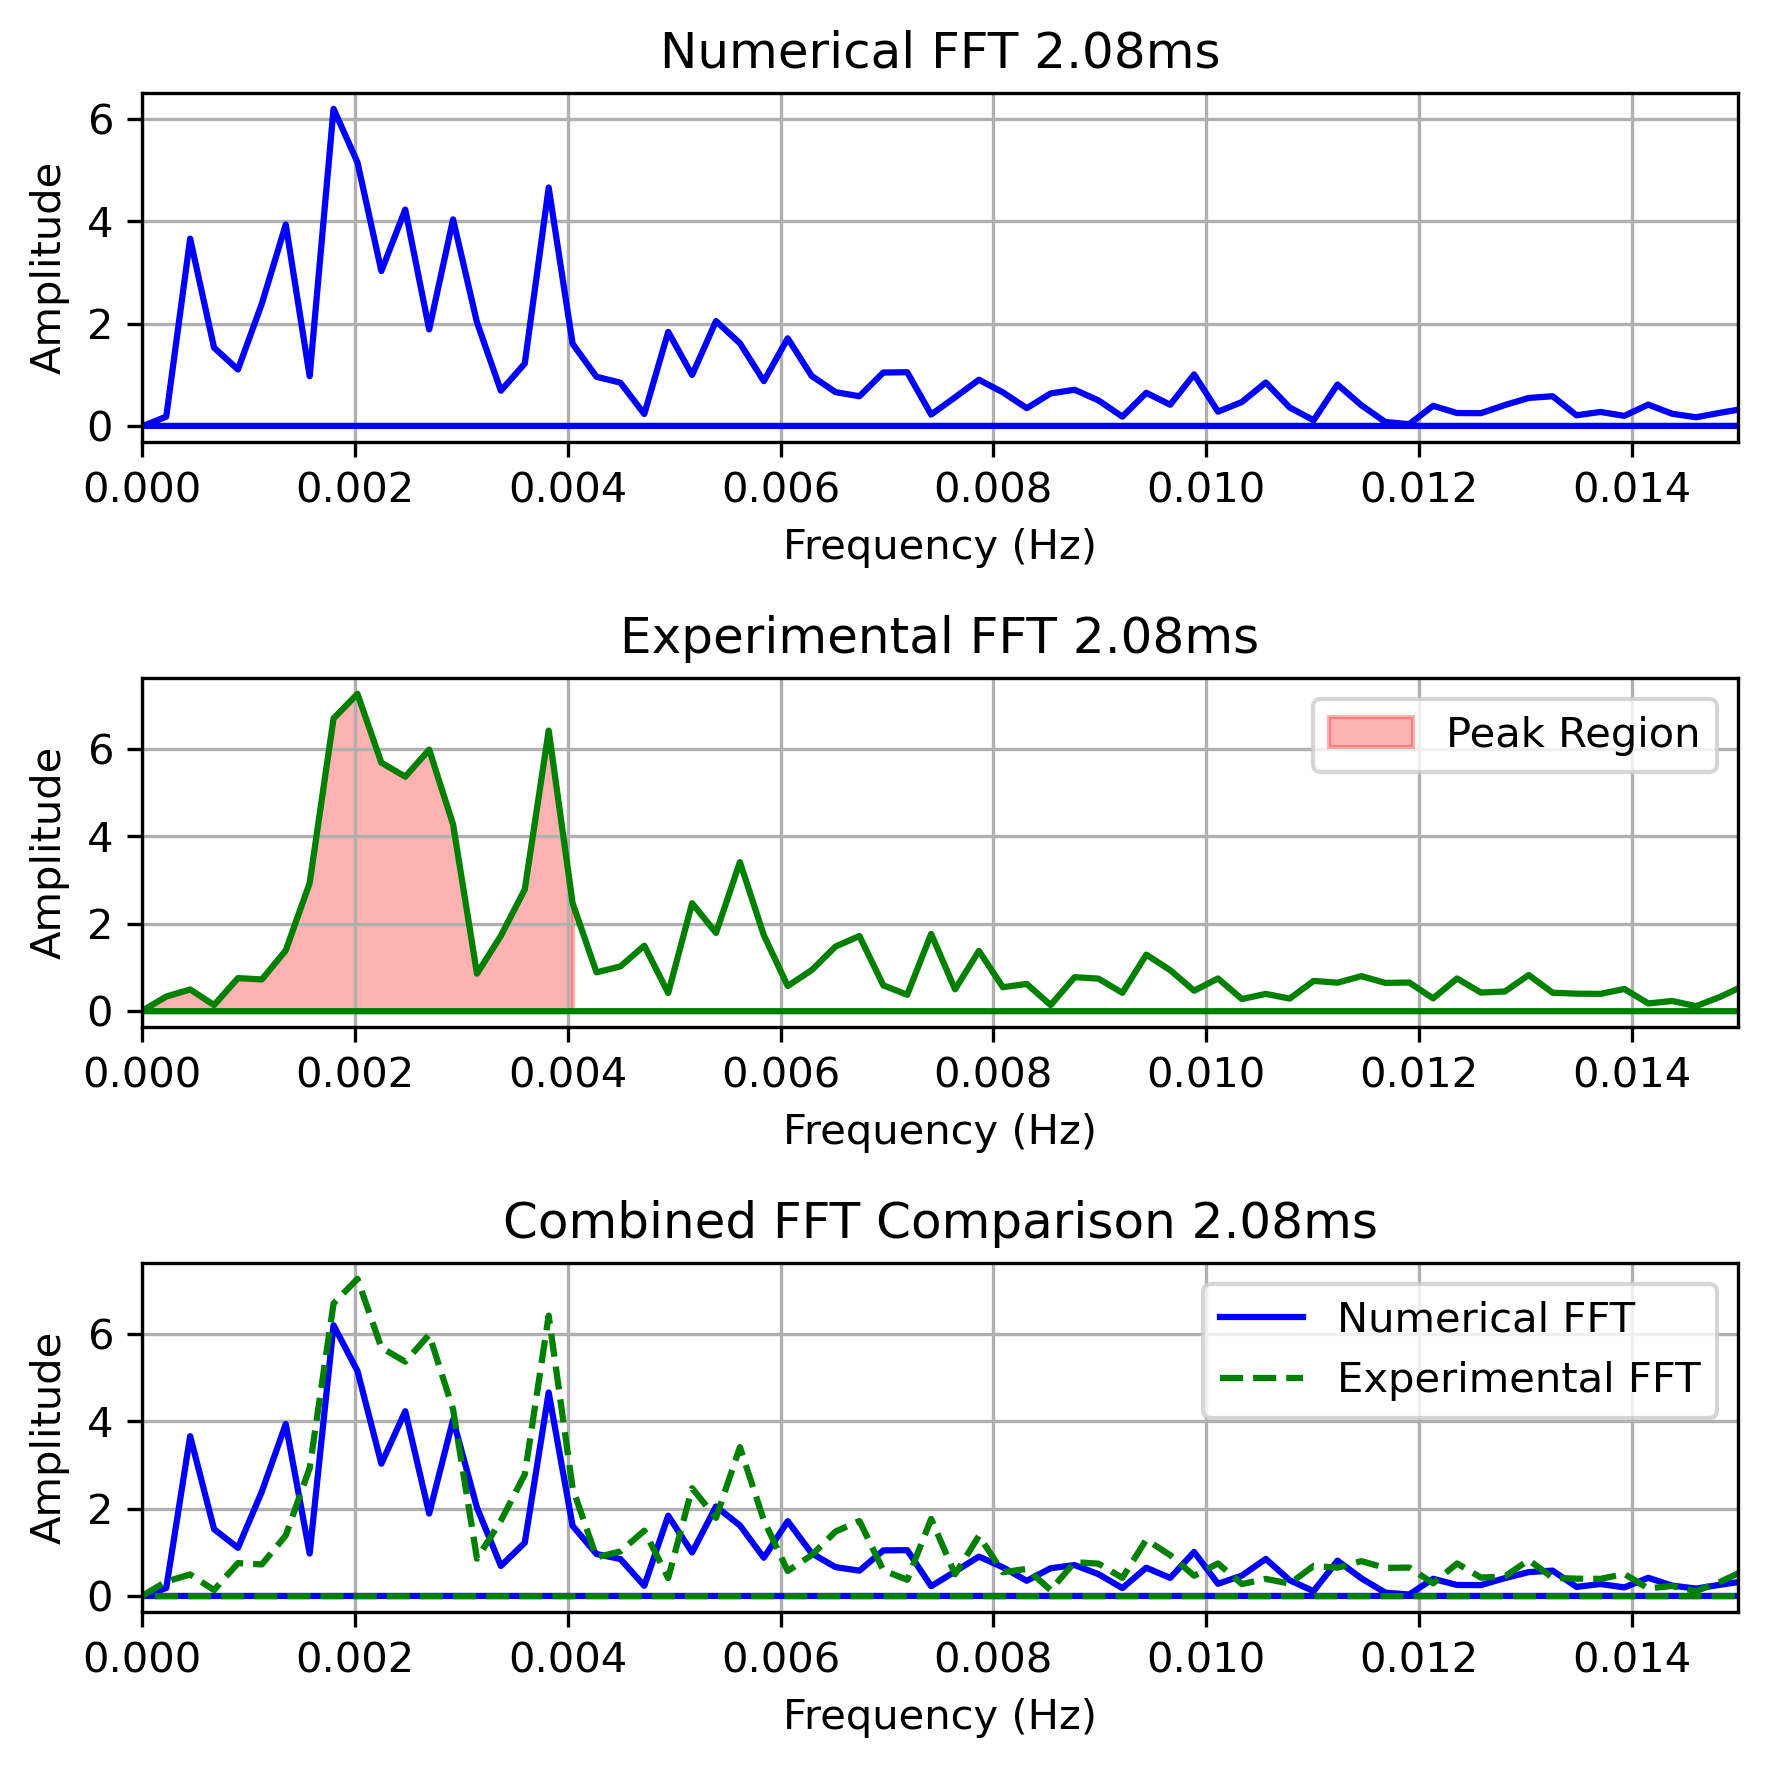 Numerical FFT 2.08ms
Amplitude
6
4
2
0
0.000 0.002 0.004 0.006 0.008 0.010 0.012 0.014
Frequency (Hz)
Experimental FFT 2.08ms
Peak Region
Amplitude
6
4
2
0
0.000 0.002 0.004 0.006 0.008 0.010 0.012 0.014
Frequency (Hz)
Combined FFT Comparison 2.08ms
Numerical FFT
Experimental FFT
Amplitude
6
4
2
0
0.000 0.002 0.004 0.006 0.008 0.010 0.012 0.014
Frequency (Hz)